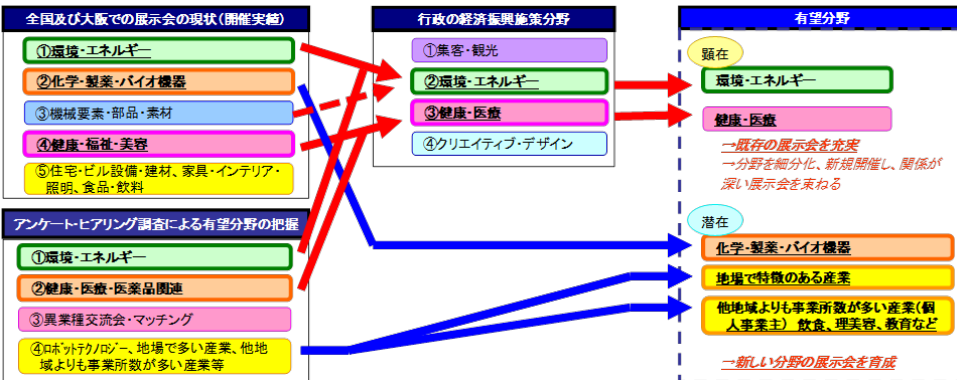 全国及び大阪での展示会の現状(開催実績)
①環境・エネルギー
②化学・製薬・バイオ機器
③機械要素・部品・素材
④健康・福祉・美容
⑤住宅・ビル設備・建材、家具・インテリア・
照明、食品・飲料
アンケート・ヒアリング調査による有望分野の把握
①環境・エネルギー
②健康・医療・医薬品関連
③異業種交流会・マッチング
④ロボットテクノロジー、地場で多い産業、他地
域よりも事業所数が多い産業等
行政の経済振興施策分野
①集客・観光
②環境・エネルギー
③健康・医療
④クリエイティブ・デザイン
有望分野
顕在
環境・エネルギー
健康・医療
→既存の展示会を充実
→分野を細分化、新規開催し、関係が
深い展示会を束ねる
潜在
化学・製薬・バイオ機器
地場で特徴のある産業
他地域よりも事業所数が多い産業(個
人事業主) 飲食、理美容、教育など
→新しい分野の展示会を育成